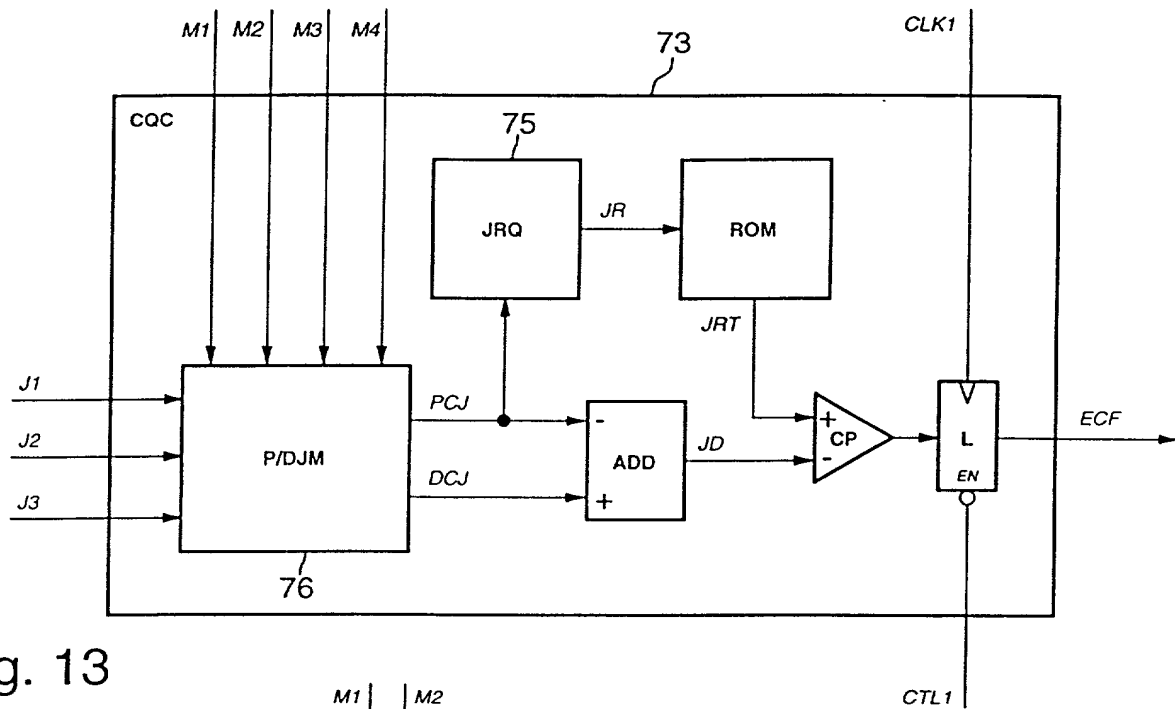 M1 M2 M3 M4
CLK1
73
CQC
75
JRQ
JR
ROM
JRT
J1
J2
J3
P/DJM
PCJ
DCJ
-
+
ADD
JD
+
-
CP
L
EN
ECF
76
g. 13
M1 M2
CTL1